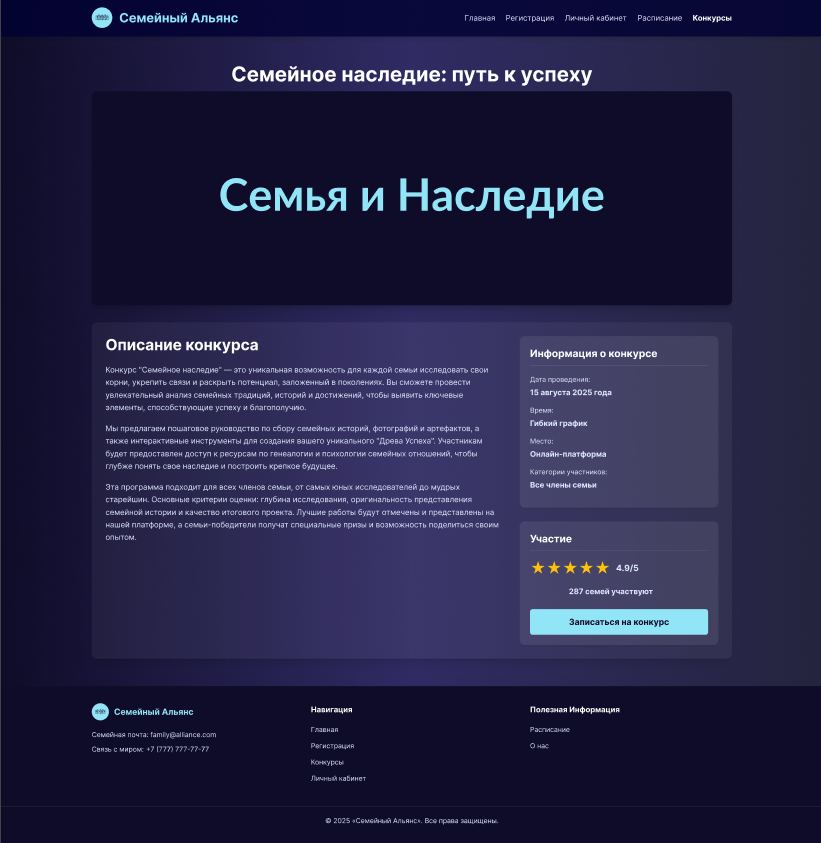 Семейный Альянс
Главная Регистрация Личный кабинет Расписание Конкурсы
Семейное наследие: путь к успеху
Семья и Наследие
Описание конкурса
Конкурс "Семейное наследие" — это уникальная возможность для каждой семьи исследовать свои
корни, укрепить связи и раскрыть потенциал, заложенный в поколениях. Вы сможете провести
увлекательный анализ семейных традиций, историй и достижений, чтобы выявить ключевые
элементы, способствующие успеху и благополучию.
Мы предлагаем пошаговое руководство по сбору семейных историй, фотографий и артефактов, а
также интерактивные инструменты для создания вашего уникального "Древа Успеха". Участникам
будет предоставлен доступ к ресурсам по генеалогии и психологии семейных отношений, чтобы
глубже понять свое наследие и построить крепкое будущее.
Эта программа подходит для всех членов семьи, от самых юных исследователей до мудрых
старейшин. Основные критерии оценки: глубина исследования, оригинальность представления
семейной истории и качество итогового проекта. Лучшие работы будут отмечены и представлены на
нашей платформе, а семьи-победители получат специальные призы и возможность поделиться своим
опытом.
Информация о конкурсе
Дата проведения:
15 августа 2025 года
Время:
Гибкий график
Место:
Онлайн-платформа
Категории участников:
Все члены семьи
Участие
★★★★★ 4.9/5
287 семей участвуют
Записаться на конкурс
Семейный Альянс
Семейная почта: family@alliance.com
Связь с миром: +7 (777) 777-77-77
Навигация
Главная
Регистрация
Конкурсы
Личный кабинет
Полезная Информация
Расписание
О нас
© 2025 «Семейный Альянс». Все права защищены.